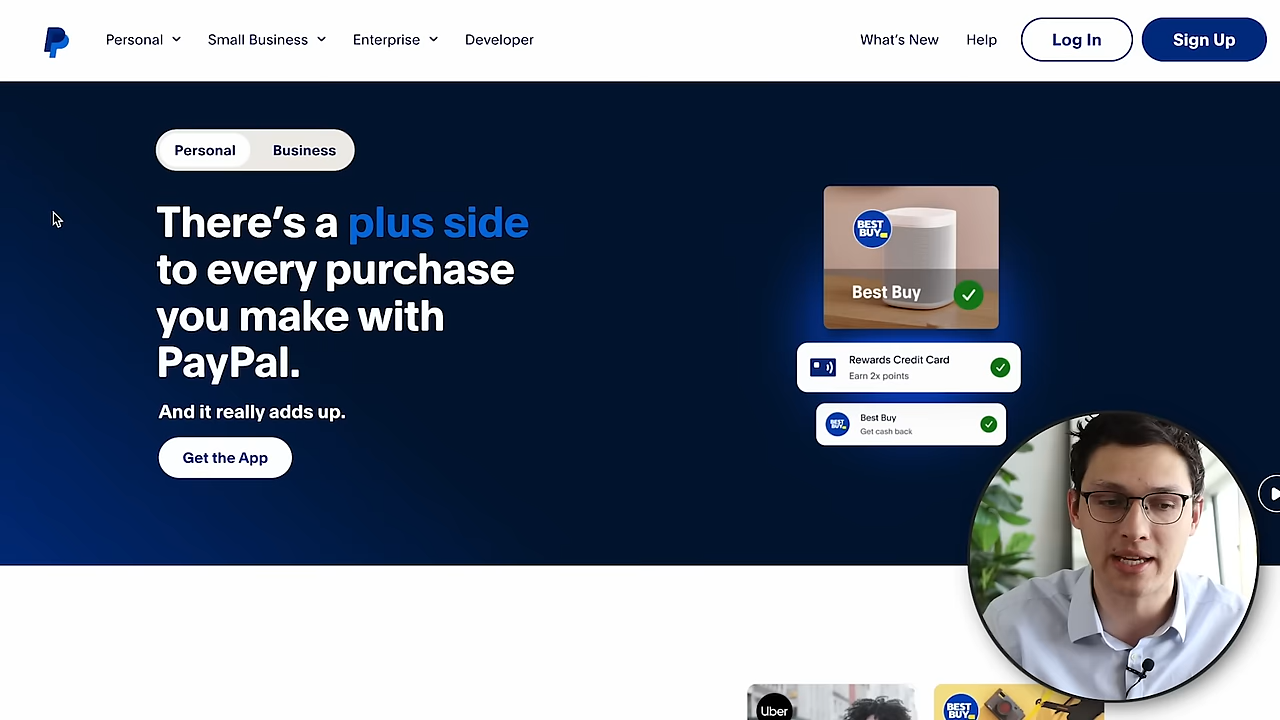 Personal Small Business Enterprise Developer What's New Help Log In Sign Up
Personal Business
There's a plus side
to every purchase
you make with
PayPal.
And it really adds up.
Get the App
BEST
BUY
Best Buy
Rewards Credit Card
Earn 2x points
BEST
BUY
Best Buy
Get cash back
Uber
BEST
BUY